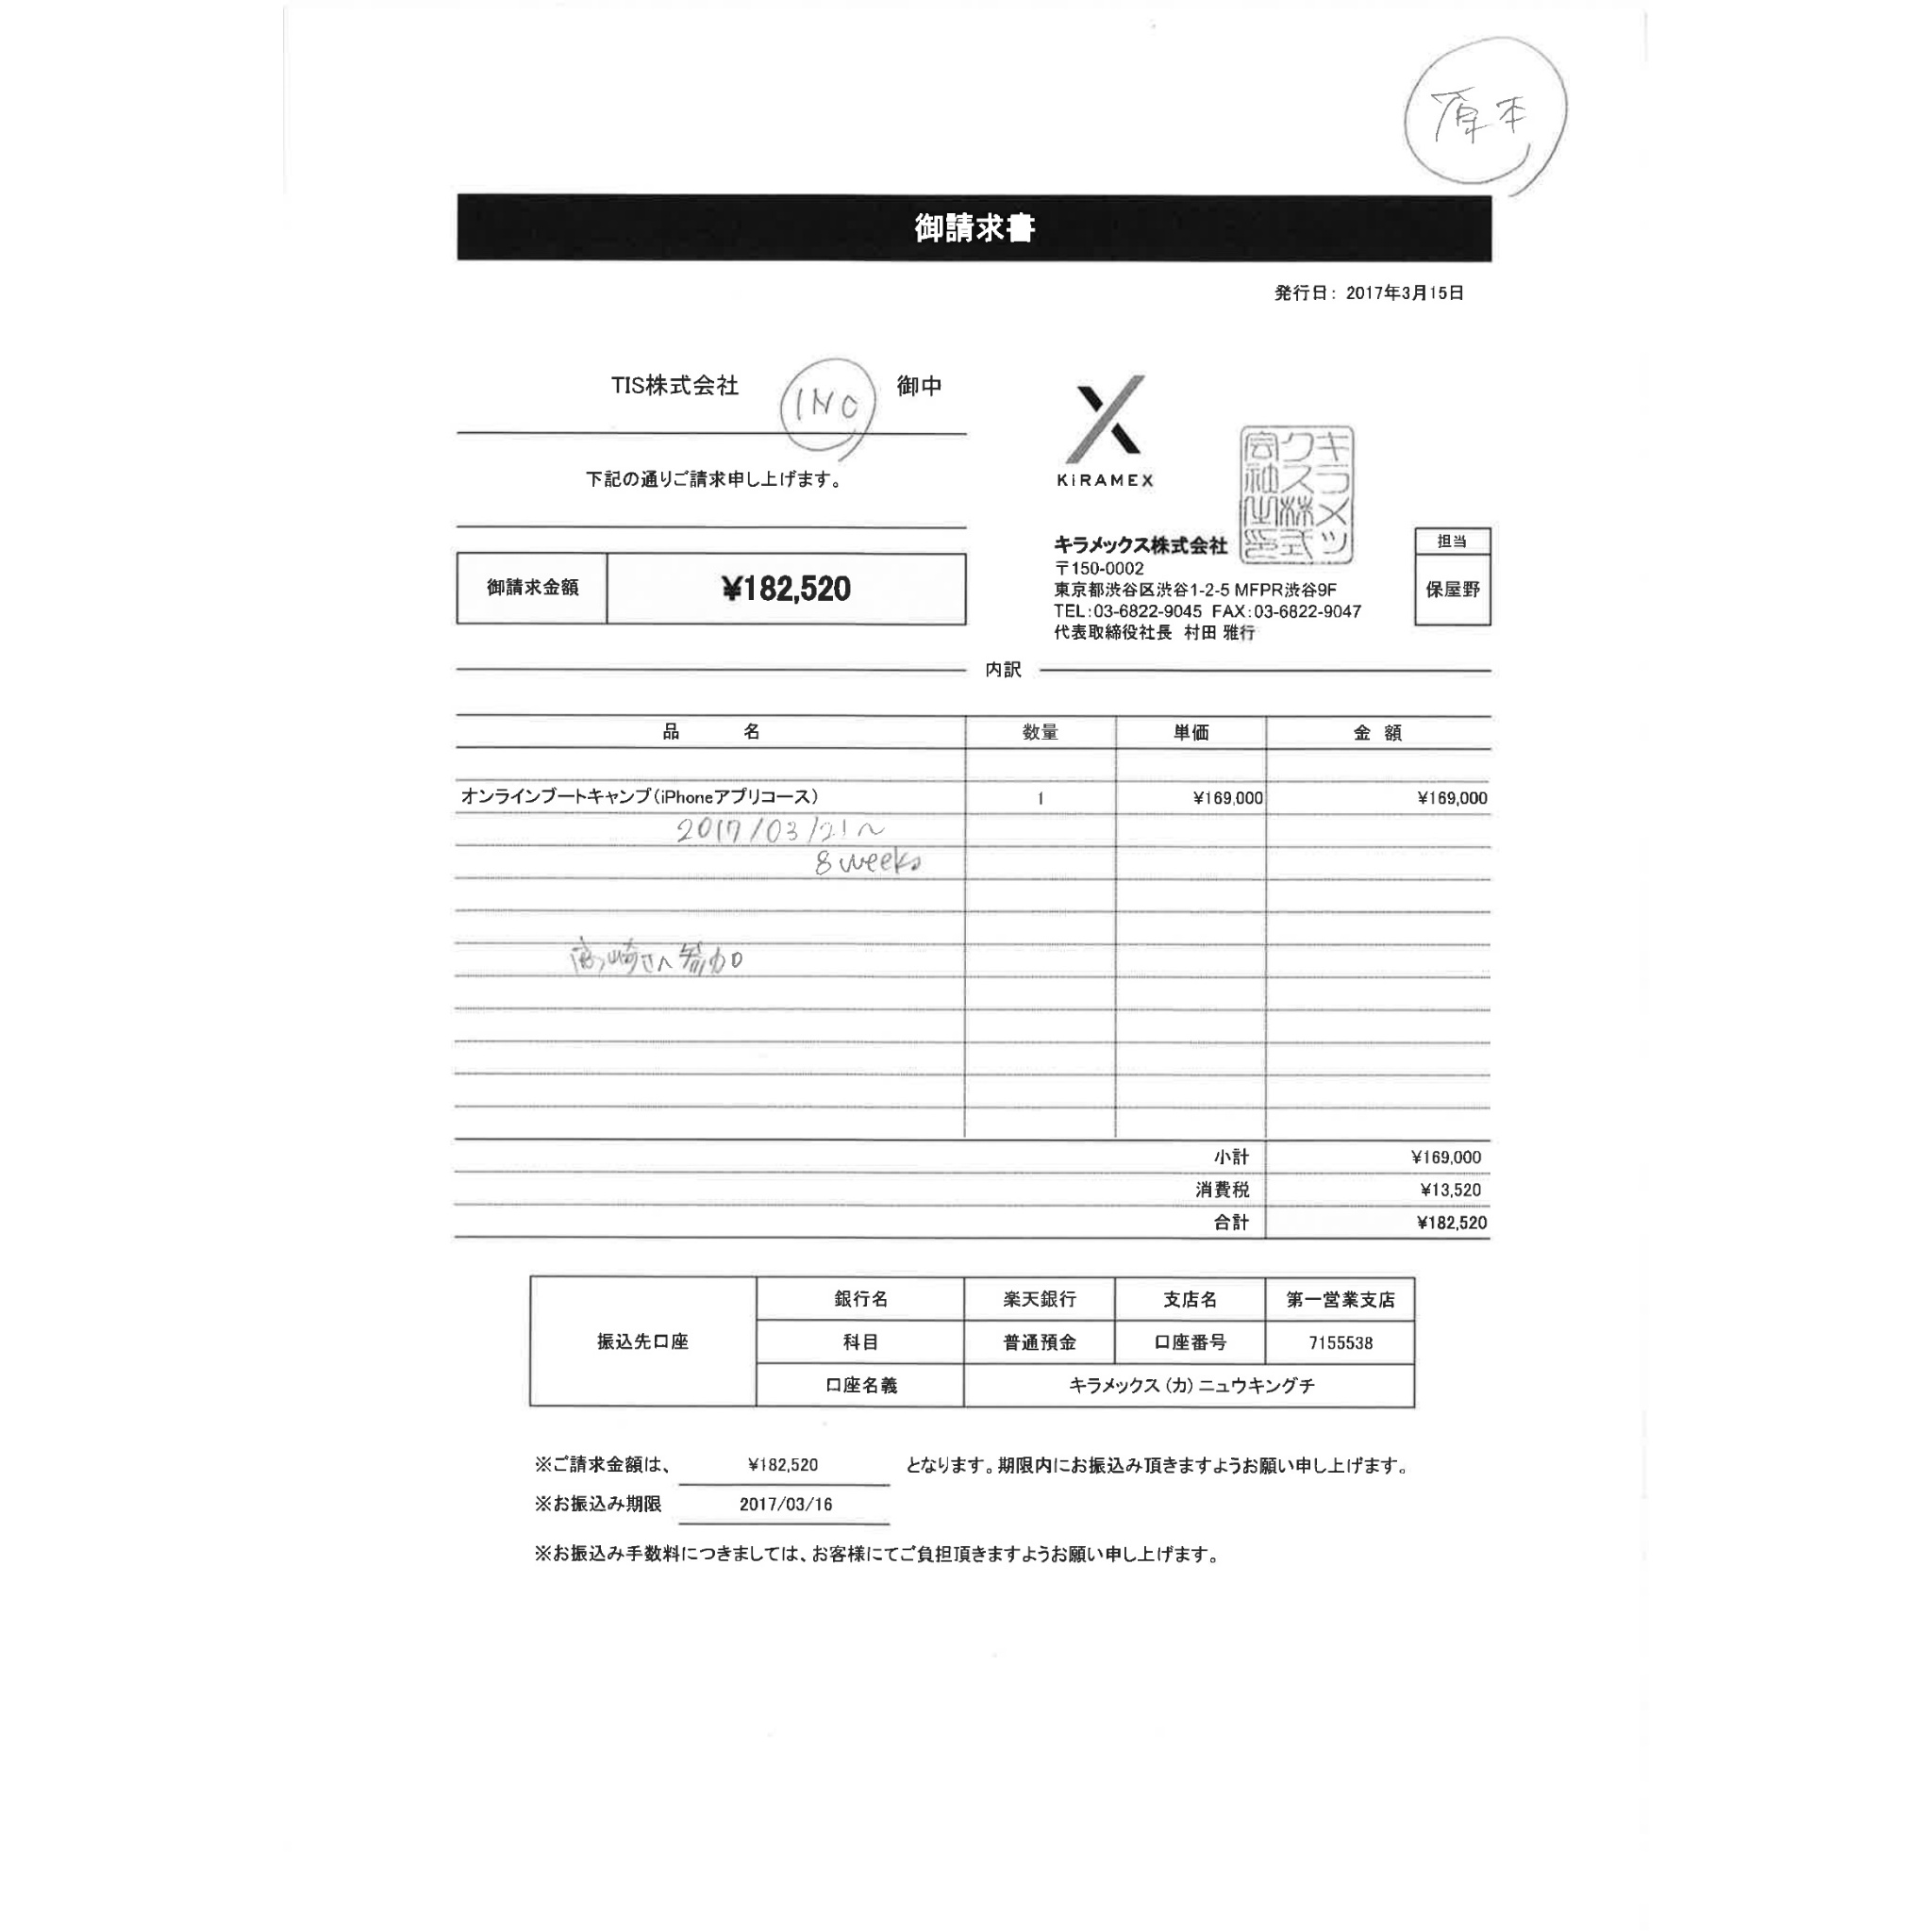 原本
御請求書
発行日: 2017年3月15日
TIS株式会社 INO 御中
下記の通りご請求申し上げます。
KiRAMEX
キラメックス株式会社之印
キラメックス株式会社
〒150-0002
東京都渋谷区渋谷1-2-5 MFPR渋谷9F
TEL:03-6822-9045 FAX:03-6822-9047
代表取締役社長 村田 雅行
担当
保屋野
御請求金額 ¥182,520
内訳
品 名 数量 単価 金 額
オンラインブートキャンプ(iPhoneアプリコース) 1 ¥169,000 ¥169,000
2017/03/21~
8 weeks
崎さん参加
小計 ¥169,000
消費税 ¥13,520
合計 ¥182,520
振込先口座
銀行名 楽天銀行 支店名 第一営業支店
科目 普通預金 口座番号 7155538
口座名義 キラメックス(カ)ニュウキングチ
※ご請求金額は、 ¥182,520 となります。期限内にお振込み頂きますようお願い申し上げます。
※お振込み期限 2017/03/16
※お振込み手数料につきましては、お客様にてご負担頂きますようお願い申し上げます。